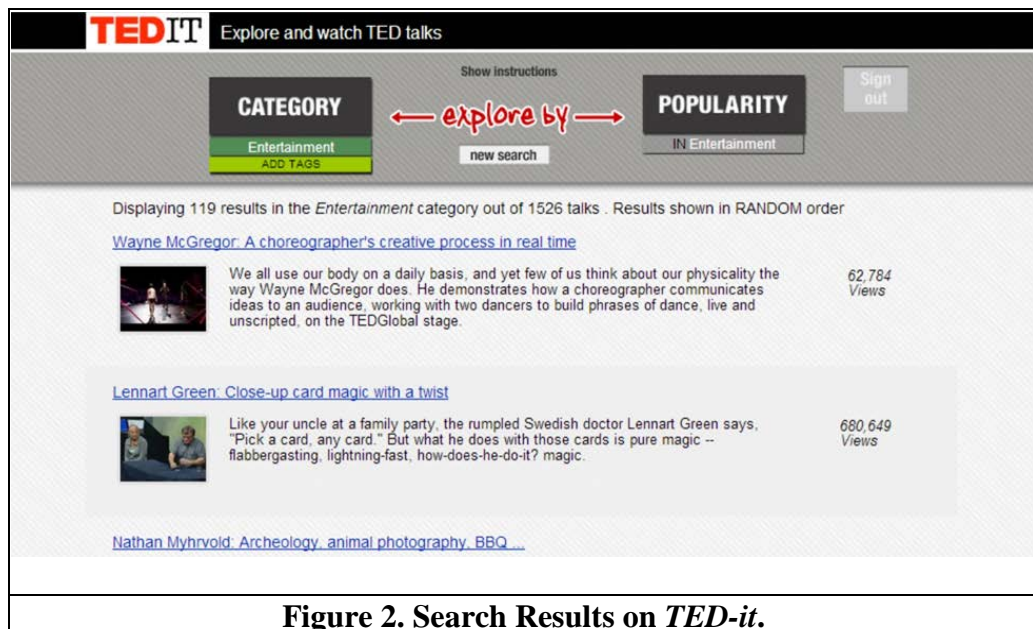 TEDIT Explore and watch TED talks
Show instructions
Sign
out
CATEGORY
explore by
POPULARITY
Entertainment
ADD TAGS
new search
IN Entertainment
Displaying 119 results in the Entertainment category out of 1526 talks . Results shown in RANDOM order
Wayne McGregor: A choreographer's creative process in real time
We all use our body on a daily basis, and yet few of us think about our physicality the
way Wayne McGregor does. He demonstrates how a choreographer communicates
ideas to an audience, working with two dancers to build phrases of dance, live and
unscripted, on the TEDGlobal stage.
62,784
Views
Lennart Green: Close-up card magic with a twist
Like your uncle at a family party, the rumpled Swedish doctor Lennart Green says,
"Pick a card, any card." But what he does with those cards is pure magic --
flabbergasting, lightning-fast, how-does-he-do-it? magic.
680,649
Views
Nathan Myhrvold: Archeology, animal photography, BBQ ...
Figure 2. Search Results on TED-it.